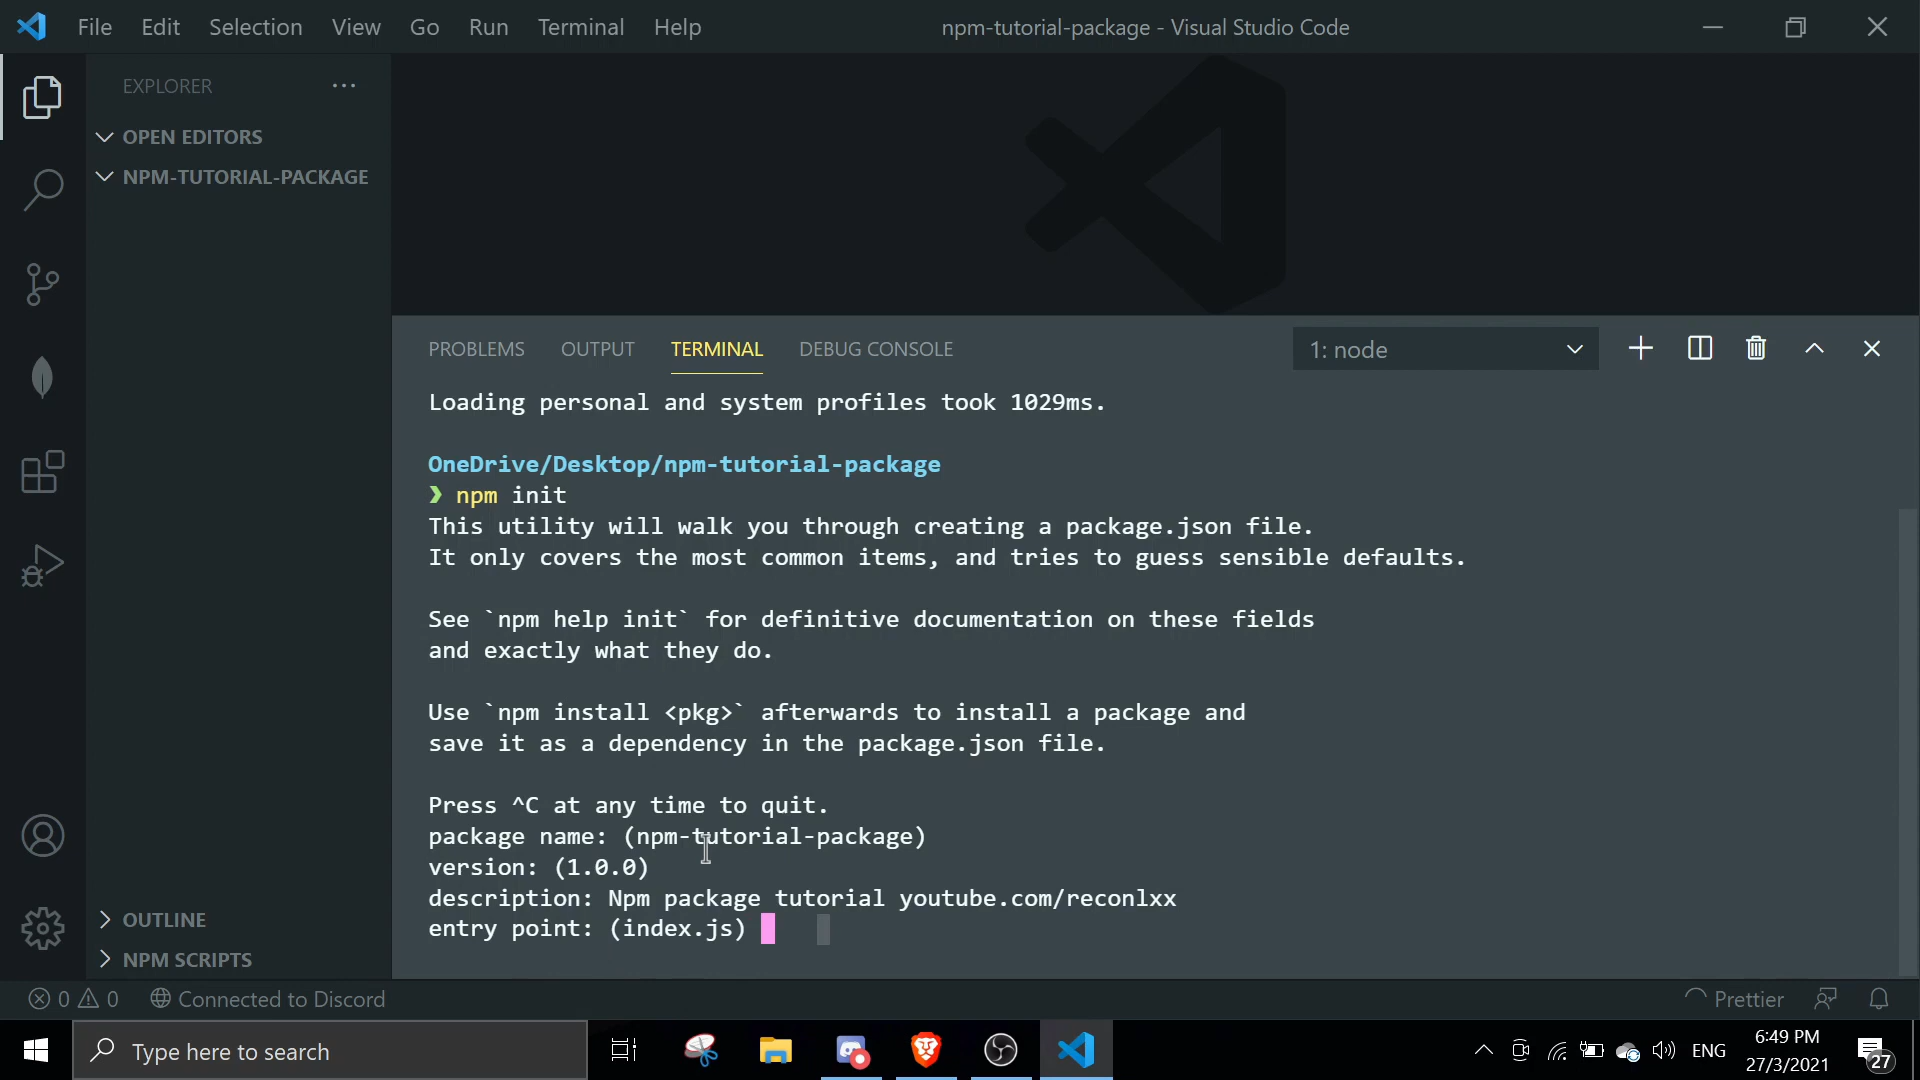 File Edit Selection View Go Run Terminal Help npm-tutorial-package - Visual Studio Code
EXPLORER
OPEN EDITORS
NPM-TUTORIAL-PACKAGE
PROBLEMS OUTPUT TERMINAL DEBUG CONSOLE 1: node
Loading personal and system profiles took 1029ms.
OneDrive/Desktop/npm-tutorial-package
❯ npm init
This utility will walk you through creating a package.json file.
It only covers the most common items, and tries to guess sensible defaults.
See `npm help init` for definitive documentation on these fields
and exactly what they do.
Use `npm install <pkg>` afterwards to install a package and
save it as a dependency in the package.json file.
Press ^C at any time to quit.
package name: (npm-tutorial-package)
version: (1.0.0)
description: Npm package tutorial youtube.com/reconlxx
entry point: (index.js)
OUTLINE
NPM SCRIPTS
0 0 Connected to Discord Prettier
Type here to search
ENG
6:49 PM
27/3/2021
27